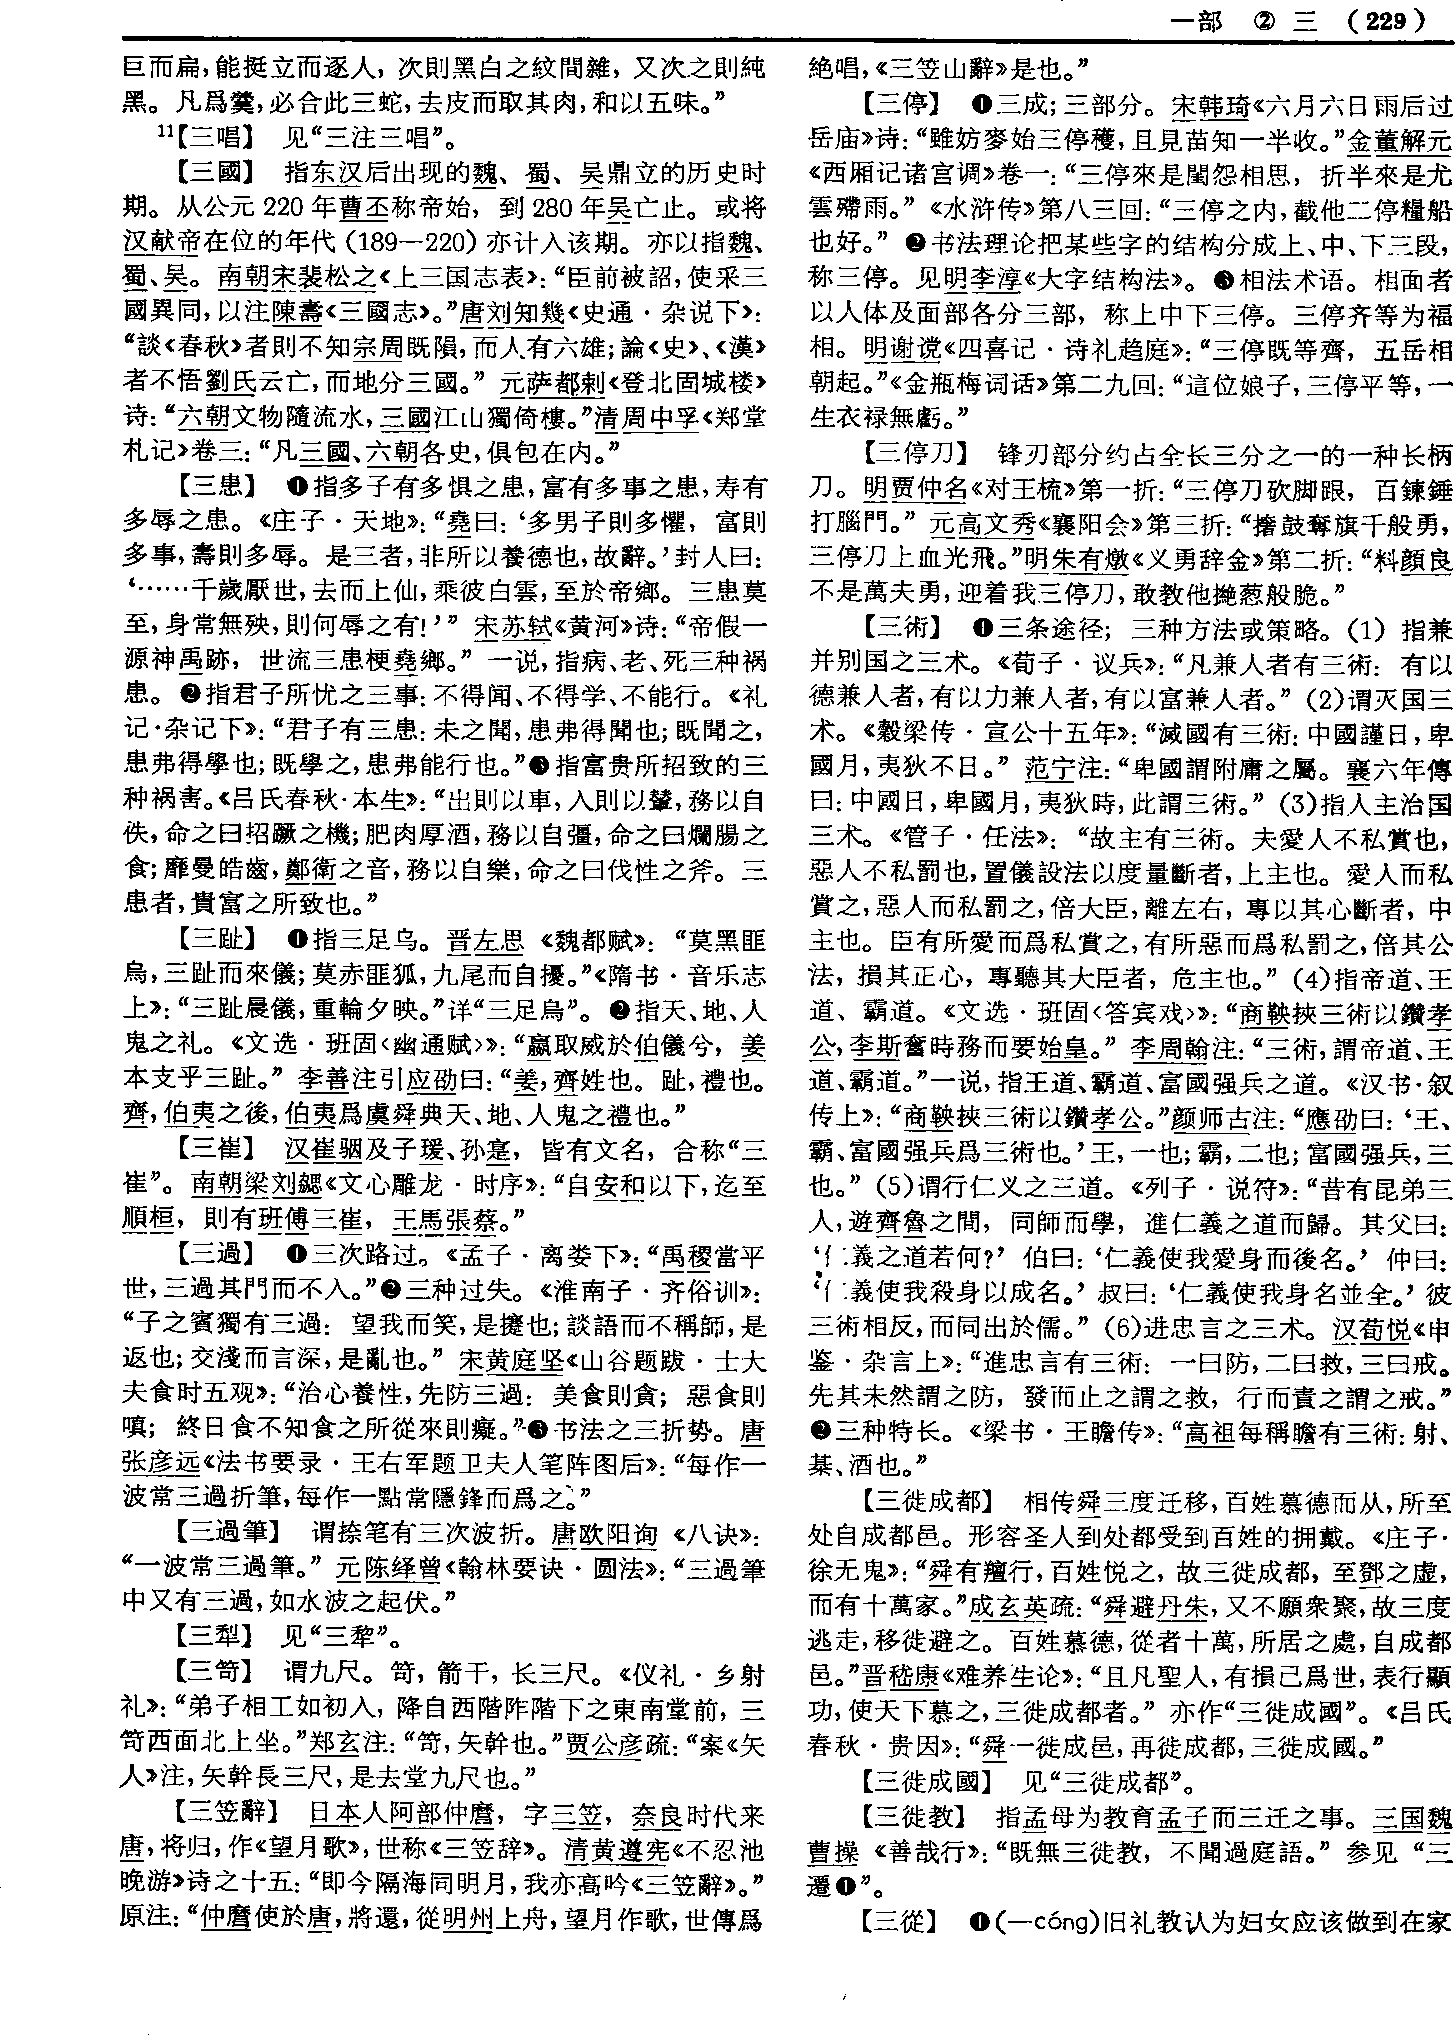 一部 ② 三 (229)
巨而扁，能挺立而逐人，次則黑白之紋間雜，又次之則純
黑。凡爲羹，必合此三蛇，去皮而取其肉，和以五味。”
11【三唱】 见“三注三唱”。
【三國】 指东汉后出现的魏、蜀、吴鼎立的历史时
期。从公元 220 年曹丕称帝始，到 280 年吴亡止。或将
汉献帝在位的年代 (189—220) 亦计入该期。亦以指魏、
蜀、吴。南朝宋裴松之《上三国志表》：“臣前被詔，使采三
國異同，以注陳壽《三國志》。”唐刘知幾《史通·杂说下》：
“談《春秋》者則不知宗周既隕，而人有六雄；論《史》、《漢》
者不悟劉氏云亡，而地分三國。” 元萨都剌《登北固城楼》
诗：“六朝文物隨流水，三國江山獨倚樓。”清周中孚《郑堂
札记》卷三：“凡三國、六朝各史，俱包在内。”
【三患】 ❶指多子有多惧之患，富有多事之患，寿有
多辱之患。《庄子·天地》：“堯曰：‘多男子則多懼，富則
多事，壽則多辱。是三者，非所以養德也，故辭。’封人曰：
‘……千歲厭世，去而上仙，乘彼白雲，至於帝鄉。三患莫
至，身常無殃，則何辱之有！’” 宋苏轼《黄河》诗：“帝假一
源神禹跡，世流三患梗堯鄉。” 一说，指病、老、死三种祸
患。❷指君子所忧之三事：不得闻、不得学、不能行。《礼
记·杂记下》：“君子有三患：未之聞，患弗得聞也；既聞之，
患弗得學也；既學之，患弗能行也。”❸指富贵所招致的三
种祸害。《吕氏春秋·本生》：“出則以車，入則以輦，務以自
佚，命之曰招蹶之機；肥肉厚酒，務以自彊，命之曰爛腸之
食；靡曼皓齒，鄭衛之音，務以自樂，命之曰伐性之斧。三
患者，貴富之所致也。”
【三趾】 ❶指三足乌。晋左思《魏都赋》：“莫黑匪
烏，三趾而來儀；莫赤匪狐，九尾而自擾。”《隋书·音乐志
上》：“三趾晨儀，重輪夕映。”详“三足烏”。❷指天、地、人
鬼之礼。《文选·班固〈幽通赋〉》：“嬴取威於伯儀兮，姜
本支乎三趾。” 李善注引应劭曰：“姜，齊姓也。趾，禮也。
齊，伯夷之後，伯夷爲虞舜典天、地、人鬼之禮也。”
【三崔】 汉崔骃及子瑗、孙寔，皆有文名，合称“三
崔”。南朝梁刘勰《文心雕龙·时序》：“自安和以下，迄至
順桓，則有班傅三崔，王馬張蔡。”
【三過】 ❶三次路过。《孟子·离娄下》：“禹稷當平
世，三過其門而不入。”❷三种过失。《淮南子·齐俗训》：
“子之賓獨有三過：望我而笑，是攓也；談語而不稱師，是
返也；交淺而言深，是亂也。” 宋黄庭坚《山谷题跋·士大
夫食时五观》：“治心養性，先防三過：美食則貪；惡食則
嗔；終日食不知食之所從來則癡。”❸书法之三折势。唐
张彦远《法书要录·王右军题卫夫人笔阵图后》：“每作一
波常三過折筆，每作一點常隱鋒而爲之。”
【三過筆】 谓捺笔有三次波折。唐欧阳询《八诀》：
“一波常三過筆。” 元陈绎曾《翰林要诀·圆法》：“三過筆
中又有三過，如水波之起伏。”
【三犁】 见“三犂”。
【三笴】 谓九尺。笴，箭干，长三尺。《仪礼·乡射
礼》：“弟子相工如初入，降自西階阼階下之東南堂前，三
笴西面北上坐。”郑玄注：“笴，矢幹也。”贾公彦疏：“案《矢
人》注，矢幹長三尺，是去堂九尺也。”
【三笠辭】 日本人阿部仲麿，字三笠，奈良时代来
唐，将归，作《望月歌》，世称《三笠辞》。清黄遵宪《不忍池
晚游》诗之十五：“即今隔海同明月，我亦高吟《三笠辭》。”
原注：“仲麿使於唐，將還，從明州上舟，望月作歌，世傳爲
絶唱，《三笠山辭》是也。”
【三停】 ❶三成；三部分。宋韩琦《六月六日雨后过
岳庙》诗：“雖妨麥始三停穫，且見苗知一半收。”金董解元
《西厢记诸宫调》卷一：“三停來是閨怨相思，折半來是尤
雲殢雨。”《水浒传》第八三回：“三停之内，截他二停糧船
也好。” ❷书法理论把某些字的结构分成上、中、下三段，
称三停。见明李淳《大字结构法》。❸相法术语。相面者
以人体及面部各分三部，称上中下三停。三停齐等为福
相。明谢谠《四喜记·诗礼趋庭》：“三停既等齊，五岳相
朝起。”《金瓶梅词话》第二九回：“這位娘子，三停平等，一
生衣禄無虧。”
【三停刀】 锋刃部分约占全长三分之一的一种长柄
刀。明贾仲名《对玉梳》第一折：“三停刀砍脚跟，百鍊錘
打腦門。” 元高文秀《襄阳会》第三折：“撦鼓奪旗千般勇，
三停刀上血光飛。”明朱有燉《义勇辞金》第二折：“料顔良
不是萬夫勇，迎着我三停刀，敢教他㧚葱般脆。”
【三術】 ❶三条途径；三种方法或策略。(1) 指兼
并别国之三术。《荀子·议兵》：“凡兼人者有三術：有以
德兼人者，有以力兼人者，有以富兼人者。” (2)谓灭国三
术。《穀梁传·宣公十五年》：“滅國有三術：中國謹日，卑
國月，夷狄不日。” 范宁注：“卑國謂附庸之屬。襄六年傳
曰：中國日，卑國月，夷狄時，此謂三術。” (3)指人主治国
三术。《管子·任法》：“故主有三術。夫愛人不私賞也，
惡人不私罰也，置儀設法以度量斷者，上主也。愛人而私
賞之，惡人而私罰之，倍大臣，離左右，專以其心斷者，中
主也。臣有所愛而爲私賞之，有所惡而爲私罰之，倍其公
法，損其正心，專聽其大臣者，危主也。” (4)指帝道、王
道、霸道。《文选·班固〈答宾戏〉》：“商鞅挾三術以鑽孝
公，李斯奮時務而要始皇。” 李周翰注：“三術，謂帝道、王
道、霸道。”一说，指王道、霸道、富國强兵之道。《汉书·叙
传上》：“商鞅挾三術以鑽孝公。”颜师古注：“應劭曰：‘王、
霸、富國强兵爲三術也。’王，一也；霸，二也；富國强兵，三
也。” (5)谓行仁义之三道。《列子·说符》：“昔有昆弟三
人，遊齊魯之間，同師而學，進仁義之道而歸。其父曰：
‘仁義之道若何？’ 伯曰：‘仁義使我愛身而後名。’ 仲曰：
‘仁義使我殺身以成名。’ 叔曰：‘仁義使我身名並全。’彼
三術相反，而同出於儒。” (6)进忠言之三术。汉荀悦《申
鉴·杂言上》：“進忠言有三術：一曰防，二曰救，三曰戒。
先其未然謂之防，發而止之謂之救，行而責之謂之戒。”
❷三种特长。《梁书·王瞻传》：“高祖每稱瞻有三術：射、
棊、酒也。”
【三徙成都】 相传舜三度迁移，百姓慕德而从，所至
处自成都邑。形容圣人到处都受到百姓的拥戴。《庄子·
徐无鬼》：“舜有羶行，百姓悦之，故三徙成都，至鄧之虚，
而有十萬家。”成玄英疏：“舜避丹朱，又不願衆聚，故三度
逃走，移徙避之。百姓慕德，從者十萬，所居之處，自成都
邑。”晋嵇康《难养生论》：“且凡聖人，有損己爲世，表行顯
功，使天下慕之，三徙成都者。” 亦作“三徙成國”。《吕氏
春秋·贵因》：“舜一徙成邑，再徙成都，三徙成國。”
【三徙成國】 见“三徙成都”。
【三徙教】 指孟母为教育孟子而三迁之事。三国魏
曹操《善哉行》：“既無三徙教，不聞過庭語。” 参见“三
遷❶”。
【三從】 ❶(—cóng)旧礼教认为妇女应该做到在家